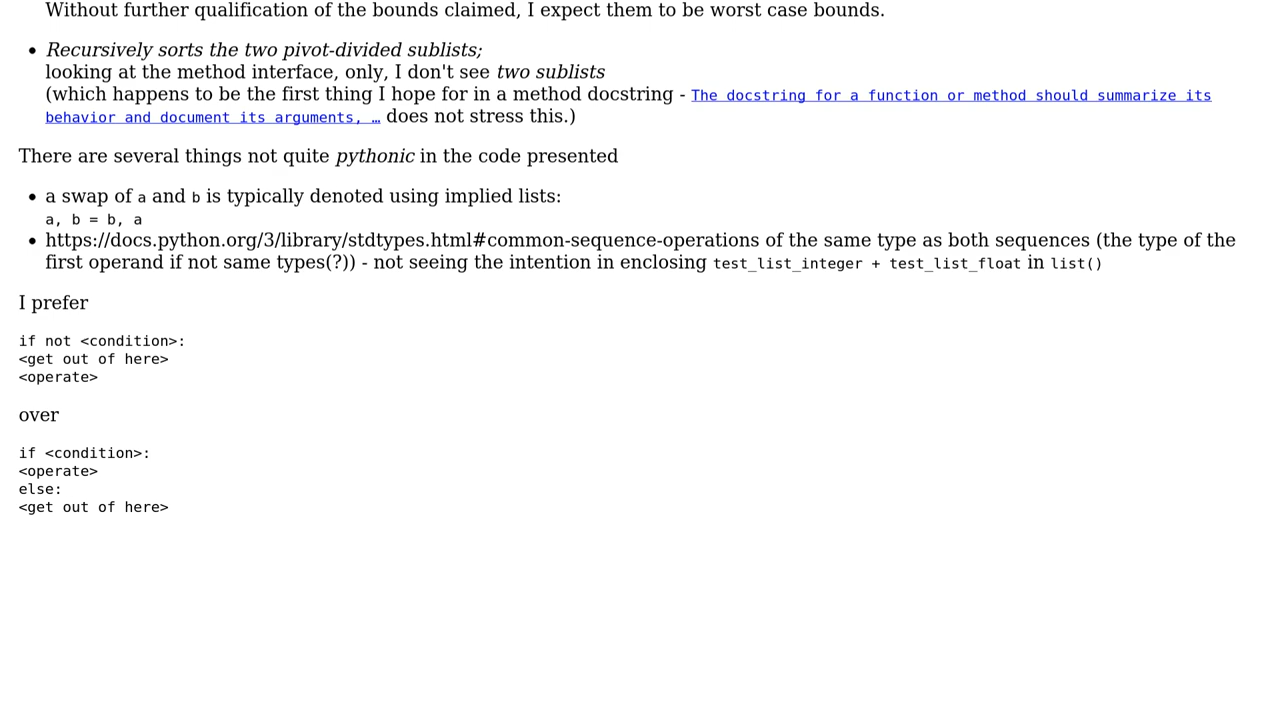 Without further qualification of the bounds claimed, I expect them to be worst case bounds.
• Recursively sorts the two pivot-divided sublists;
looking at the method interface, only, I don't see two sublists
(which happens to be the first thing I hope for in a method docstring - The docstring for a function or method should summarize its
behavior and document its arguments, … does not stress this.)
There are several things not quite pythonic in the code presented
• a swap of a and b is typically denoted using implied lists:
a, b = b, a
• https://docs.python.org/3/library/stdtypes.html#common-sequence-operations of the same type as both sequences (the type of the
first operand if not same types(?)) - not seeing the intention in enclosing test_list_integer + test_list_float in list()
I prefer
if not <condition>:
<get out of here>
<operate>
over
if <condition>:
<operate>
else:
<get out of here>